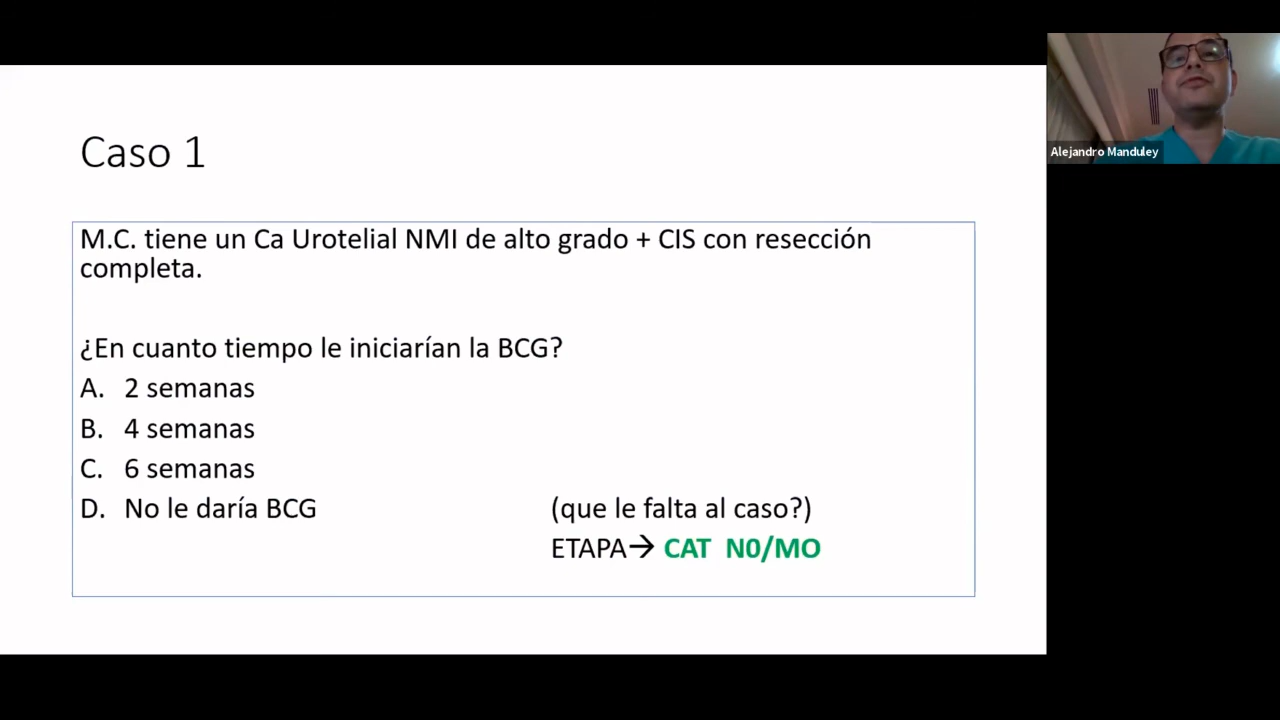 Caso 1
M.C. tiene un Ca Urotelial NMI de alto grado + CIS con resección
completa.
¿En cuanto tiempo le iniciarían la BCG?
A. 2 semanas
B. 4 semanas
C. 6 semanas
D. No le daría BCG
(que le falta al caso?)
ETAPA→ CAT N0/MO
Alejandro Manduley